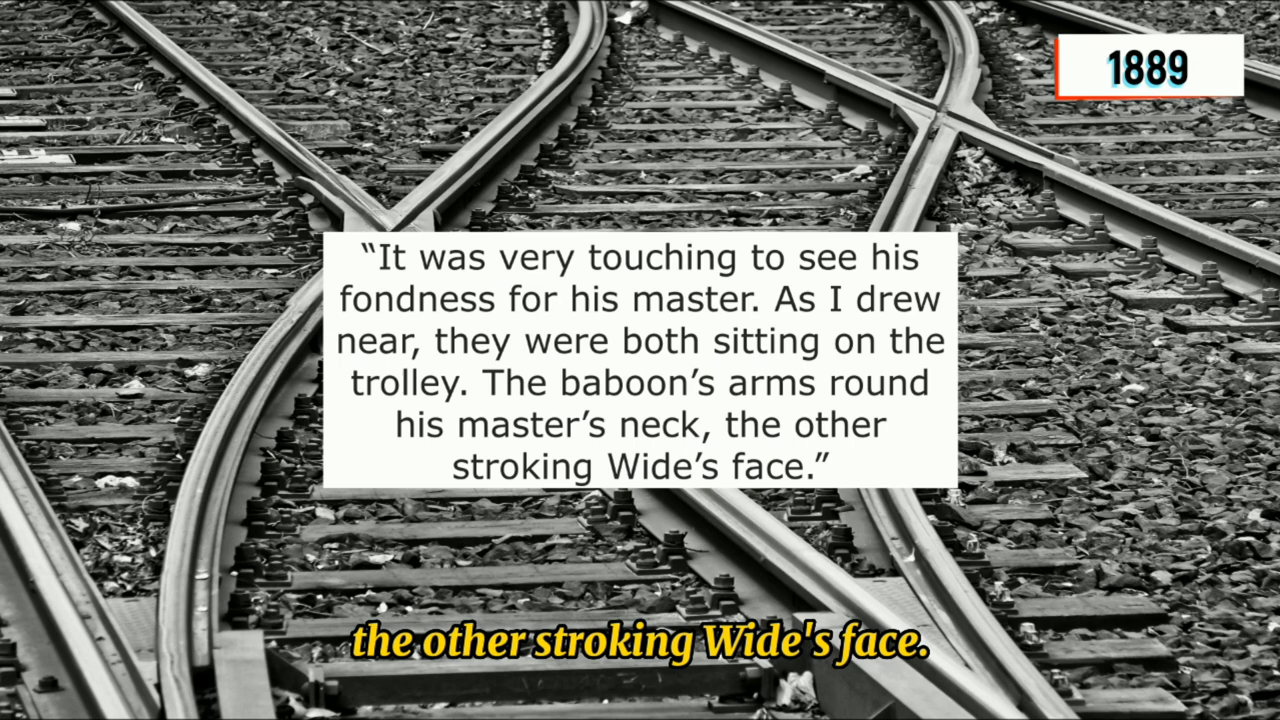 1889
“It was very touching to see his
fondness for his master. As I drew
near, they were both sitting on the
trolley. The baboon’s arms round
his master’s neck, the other
stroking Wide’s face.”
the other stroking Wide's face.